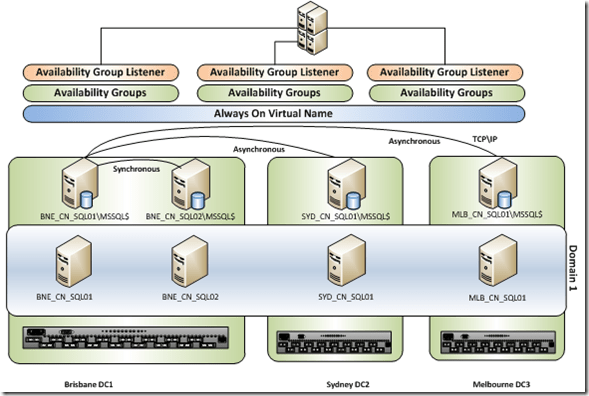 Availability Group Listener
Availability Group Listener
Availability Group Listener
Availability Groups
Availability Groups
Availability Groups
Always On Virtual Name
Asynchronous
Asynchronous
TCP\IP
Synchronous
BNE_CN_SQL01\MSSQL$
BNE_CN_SQL02\MSSQL$
SYD_CN_SQL01\MSSQL$
MLB_CN_SQL01\MSSQL$
Domain 1
BNE_CN_SQL01
BNE_CN_SQL02
SYD_CN_SQL01
MLB_CN_SQL01
Brisbane DC1
Sydney DC2
Melbourne DC3